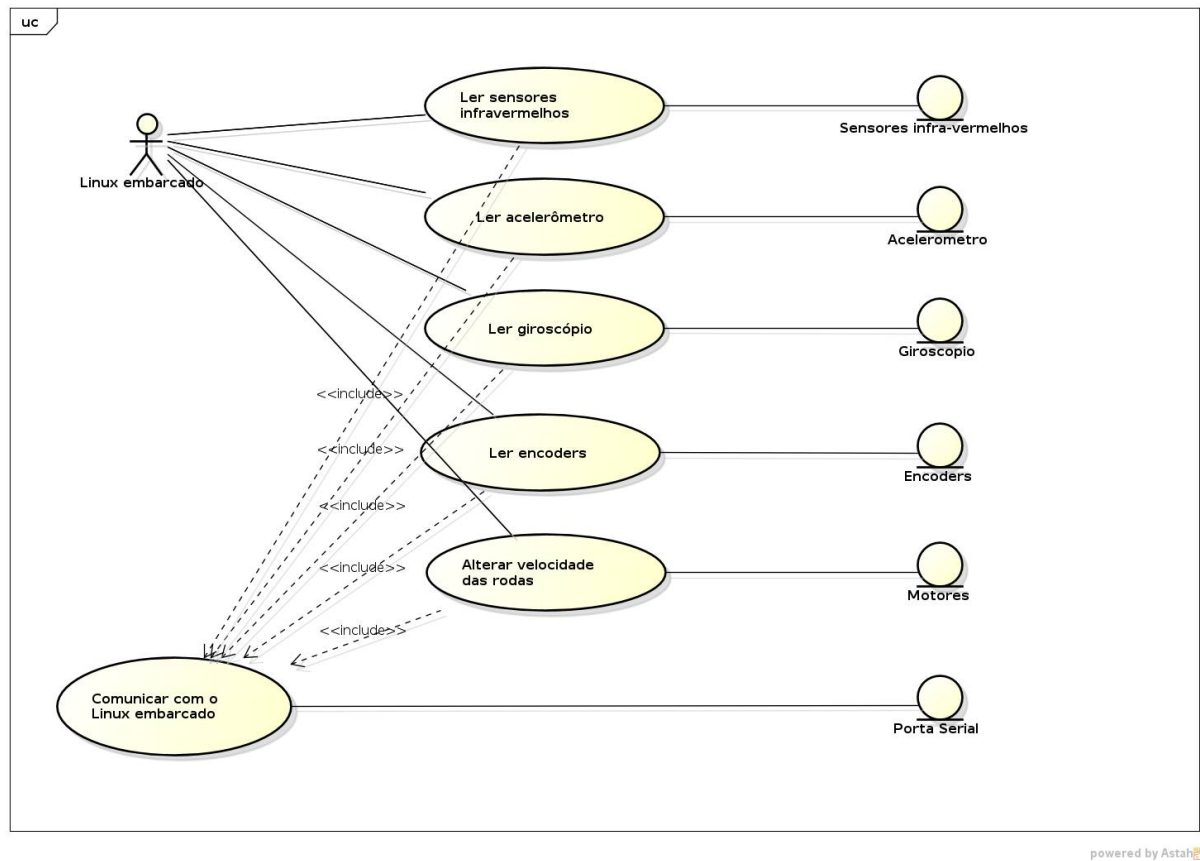 uc
Ler sensores
infravermelhos
Sensores infra-vermelhos
Linux embarcado
Ler acelerômetro
Acelerometro
Ler giroscópio
Giroscopio
<<include>>
<<include>>
Ler encoders
Encoders
<<include>>
<<include>>
Alterar velocidade
das rodas
Motores
<<include>>
Comunicar com o
Linux embarcado
Porta Serial
powered by Astah